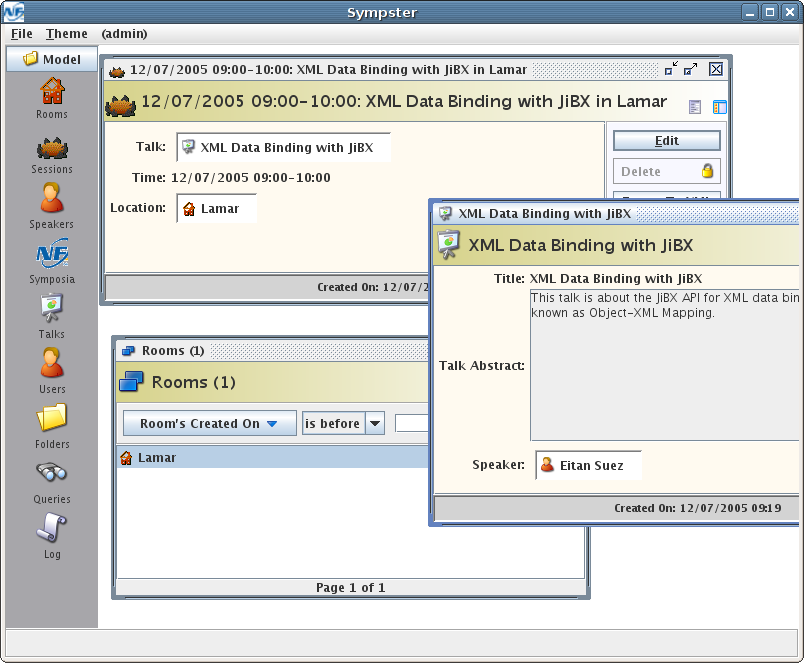 Sympster
File Theme (admin)
Model
Rooms
Sessions
Speakers
Symposia
Talks
Users
Folders
Queries
Log
12/07/2005 09:00-10:00: XML Data Binding with JiBX in Lamar
12/07/2005 09:00-10:00: XML Data Binding with JiBX in Lamar
Talk: XML Data Binding with JiBX
Time: 12/07/2005 09:00-10:00
Location: Lamar
Edit
Delete
Created On: 12/07/2
XML Data Binding with JiBX
XML Data Binding with JiBX
Title: XML Data Binding with JiBX
Talk Abstract: This talk is about the JiBX API for XML data bin
known as Object-XML Mapping.
Speaker: Eitan Suez
Created On: 12/07/2005 09:19
Rooms (1)
Rooms (1)
Room's Created On is before
Lamar
Page 1 of 1